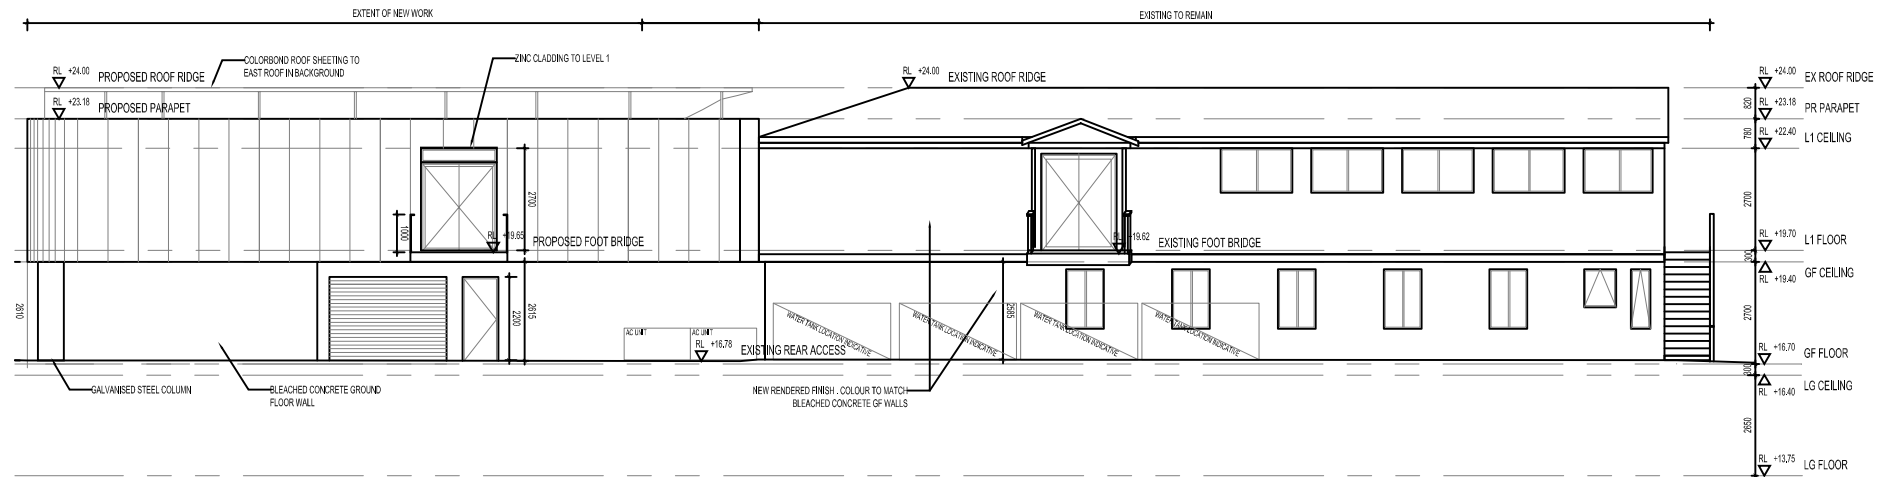 EXTENT OF NEW WORK
EXISTING TO REMAIN
COLORBOND ROOF SHEETING TO
EAST ROOF IN BACKGROUND
ZINC CLADDING TO LEVEL 1
RL +24.00 PROPOSED ROOF RIDGE
RL +24.00 EXISTING ROOF RIDGE
RL +24.00 EX ROOF RIDGE
820
RL +23.18 PROPOSED PARAPET
RL +23.18 PR PARAPET
780
RL +22.40 L1 CEILING
2700
2700
1000
RL +19.65 PROPOSED FOOT BRIDGE
RL +19.62 EXISTING FOOT BRIDGE
RL +19.70 L1 FLOOR
300
GF CEILING
RL +19.40
2610
2200
2615
2585
2700
WATER TANK LOCATION INDICATIVE
WATER TANK LOCATION INDICATIVE
WATER TANK LOCATION INDICATIVE
WATER TANK LOCATION INDICATIVE
AC UNIT
AC UNIT
RL +16.78 EXISTING REAR ACCESS
RL +16.70 GF FLOOR
300
LG CEILING
RL +16.40
GALVANISED STEEL COLUMN
BLEACHED CONCRETE GROUND
FLOOR WALL
NEW RENDERED FINISH . COLOUR TO MATCH
BLEACHED CONCRETE GF WALLS
2650
RL +13.75 LG FLOOR